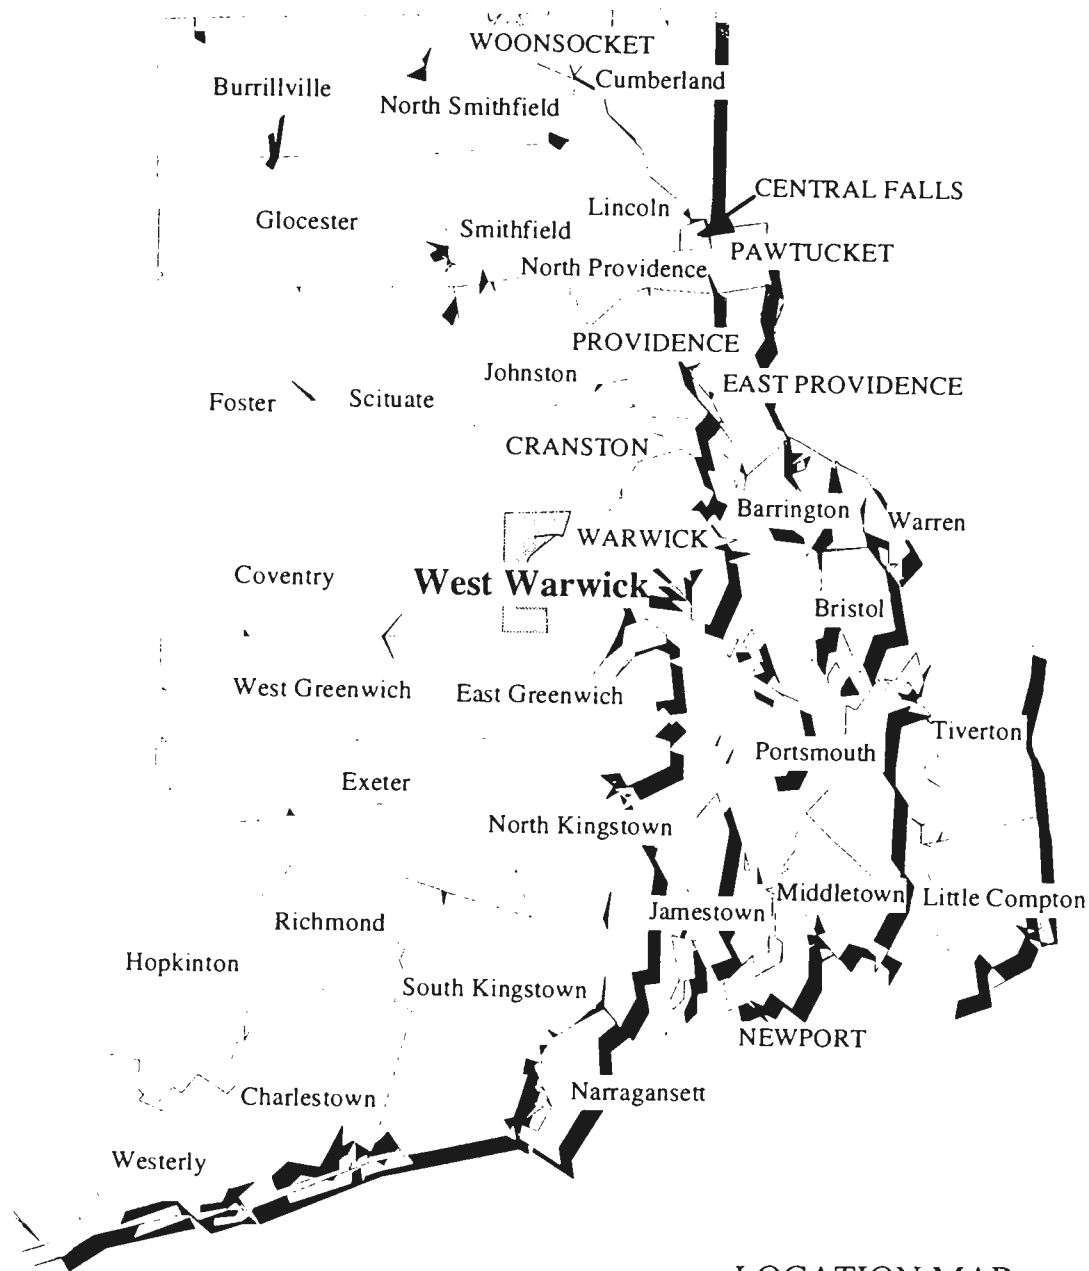 WOONSOCKET
Cumberland
Burrillville
North Smithfield
CENTRAL FALLS
Lincoln
Glocester
Smithfield
PAWTUCKET
North Providence
PROVIDENCE
Johnston
EAST PROVIDENCE
Foster
Scituate
CRANSTON
Barrington
Warren
WARWICK
Coventry
West Warwick
Bristol
West Greenwich
East Greenwich
Tiverton
Portsmouth
Exeter
North Kingstown
Middletown
Little Compton
Jamestown
Richmond
Hopkinton
South Kingstown
NEWPORT
Narragansett
Charlestown
Westerly
LOCATION MAP